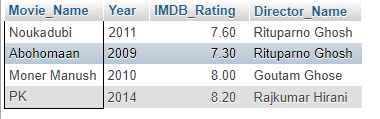 Movie_Name Year IMDB_Rating Director_Name
Noukadubi 2011 7.60 Rituparno Ghosh
Abohomaan 2009 7.30 Rituparno Ghosh
Moner Manush 2010 8.00 Goutam Ghose
PK 2014 8.20 Rajkumar Hirani